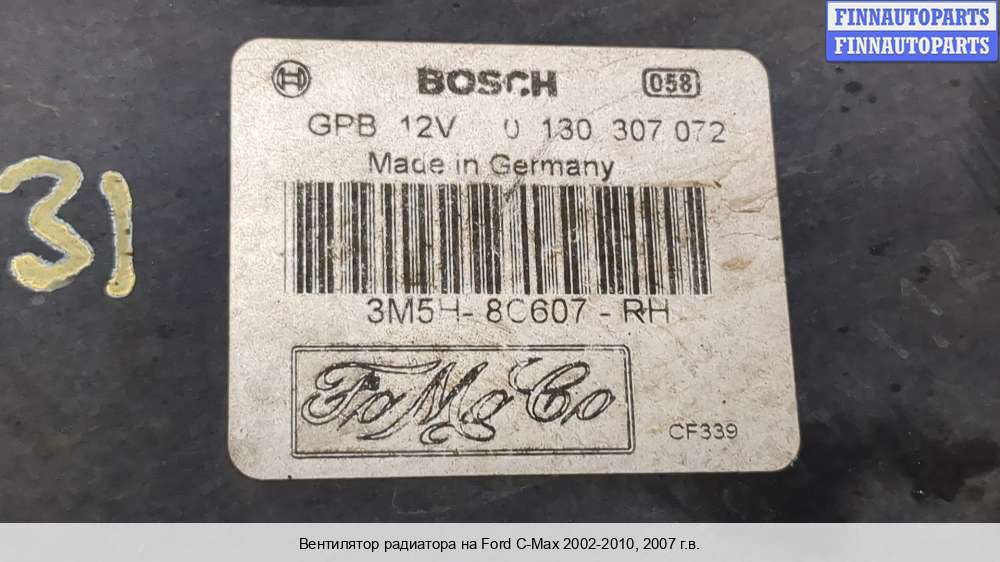 FINNAUTOPARTS
FINNAUTOPARTS
BOSCH 058
GPB 12V 0 130 307 072
Made in Germany
31
3M5H-8C607-RH
FoMoCo
CF339
Вентилятор радиатора на Ford C-Max 2002-2010, 2007 г.в.